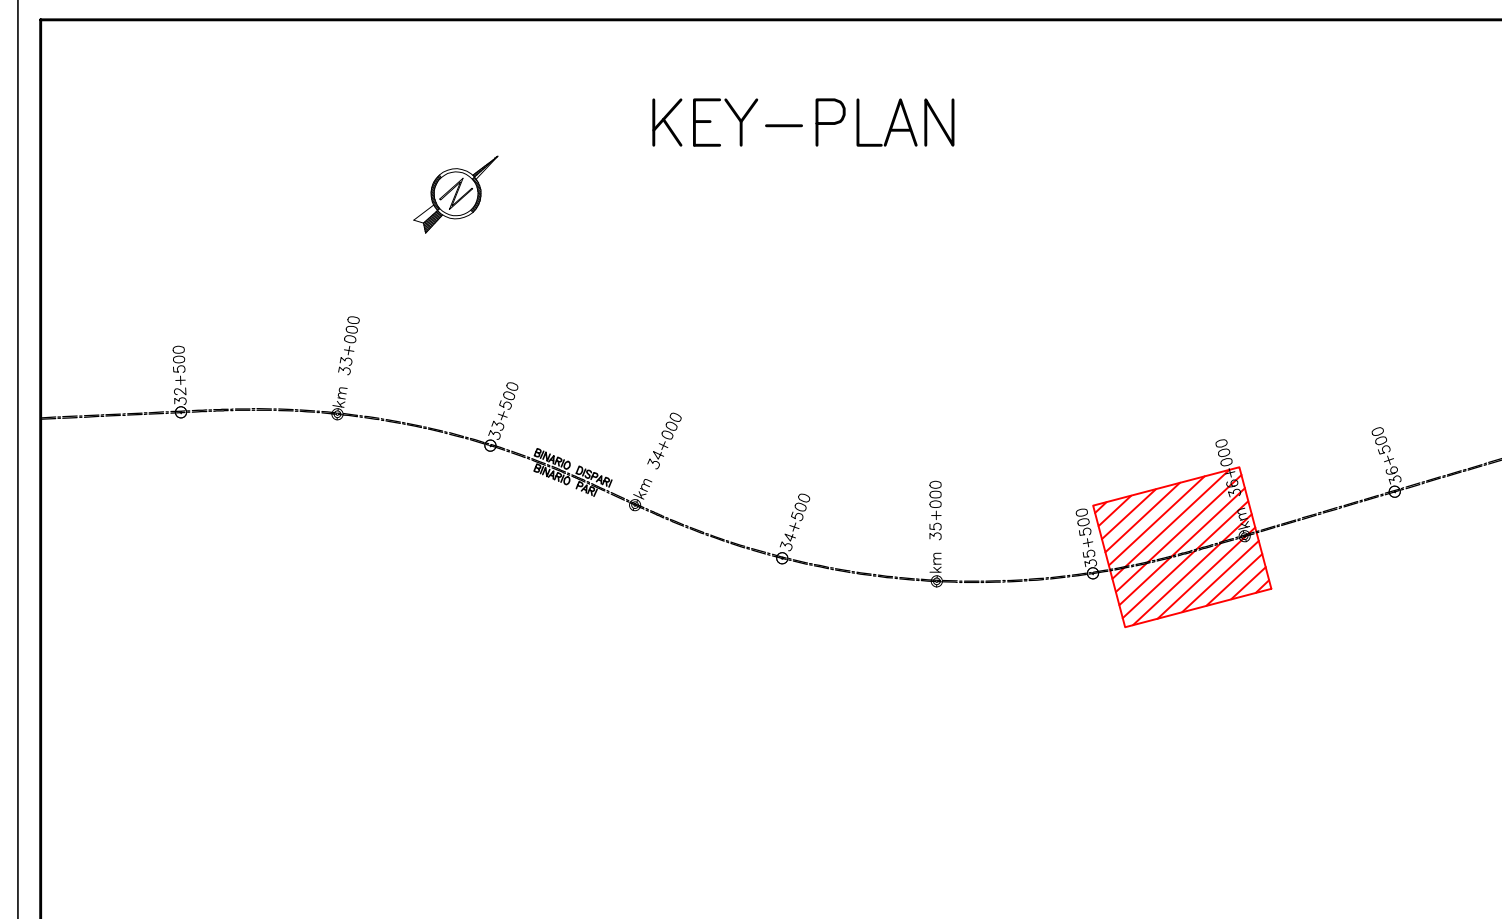 KEY-PLAN
N
32+500
km 33+000
33+500
BINARIO DISPARI
BINARIO PARI
km 34+000
34+500
km 35+000
35+500
km 36+000
36+500